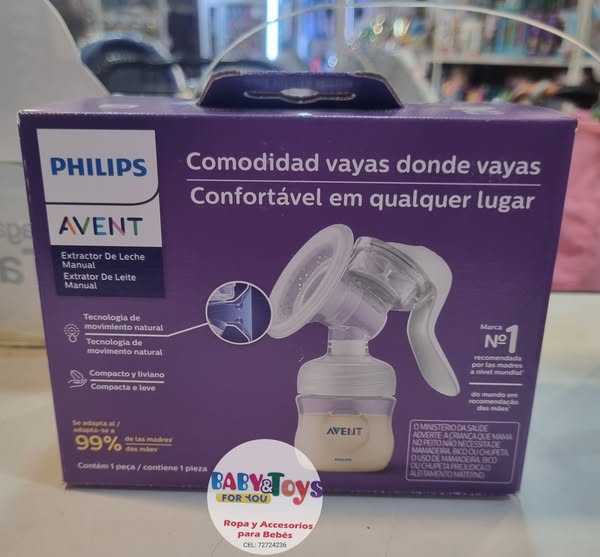 PHILIPS
AVENT
Extractor De Leche
Manual
Extrator De Leite
Manual
Comodidad vayas donde vayas
Confortável em qualquer lugar
Tecnologia de
movimiento natural
Tecnologia de
movimento natural
Compacto y liviano
Compacta e leve
Se adapta al /
adapta-se a
99% de las madres
das mães
Contém 1 peça / contiene 1 pieza
AVENT
PHILIPS
Marca
Nº1
recomendada
por las madres
a nivel mundial
do mundo em
recomendação
das mães
O MINISTÉRIO DA SAÚDE
ADVERTE: A CRIANÇA QUE MAMA
NO PEITO NÃO NECESSITA DE
MAMADEIRA, BICO OU CHUPETA.
O USO DE MAMADEIRA, BICO
OU CHUPETA PREJUDICA O
ALEITAMENTO MATERNO.
BABY&TOYS
FOR YOU
Ropa y Accesorios
para Bebés
CEL: 72724236